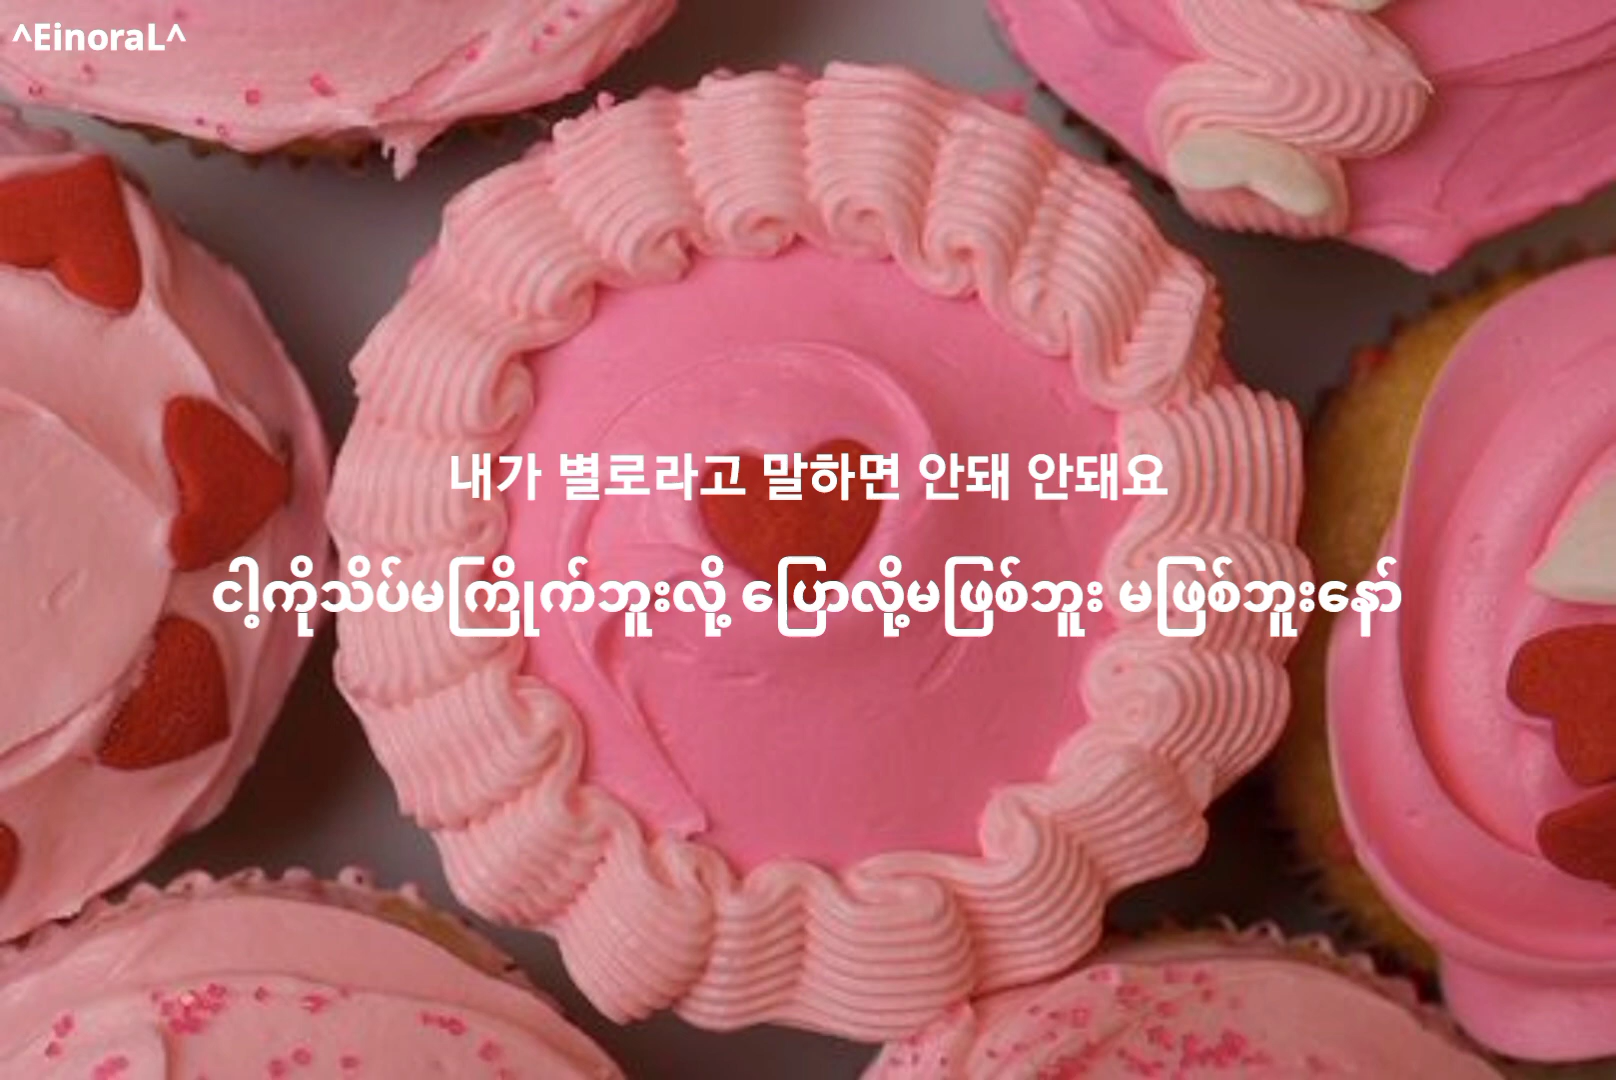 ^EinoraL^
내가 별로라고 말하면 안돼 안돼요
ငါ့ကိုသိပ်မကြိုက်ဘူးလို့ ပြောလို့မဖြစ်ဘူး မဖြစ်ဘူးနော်